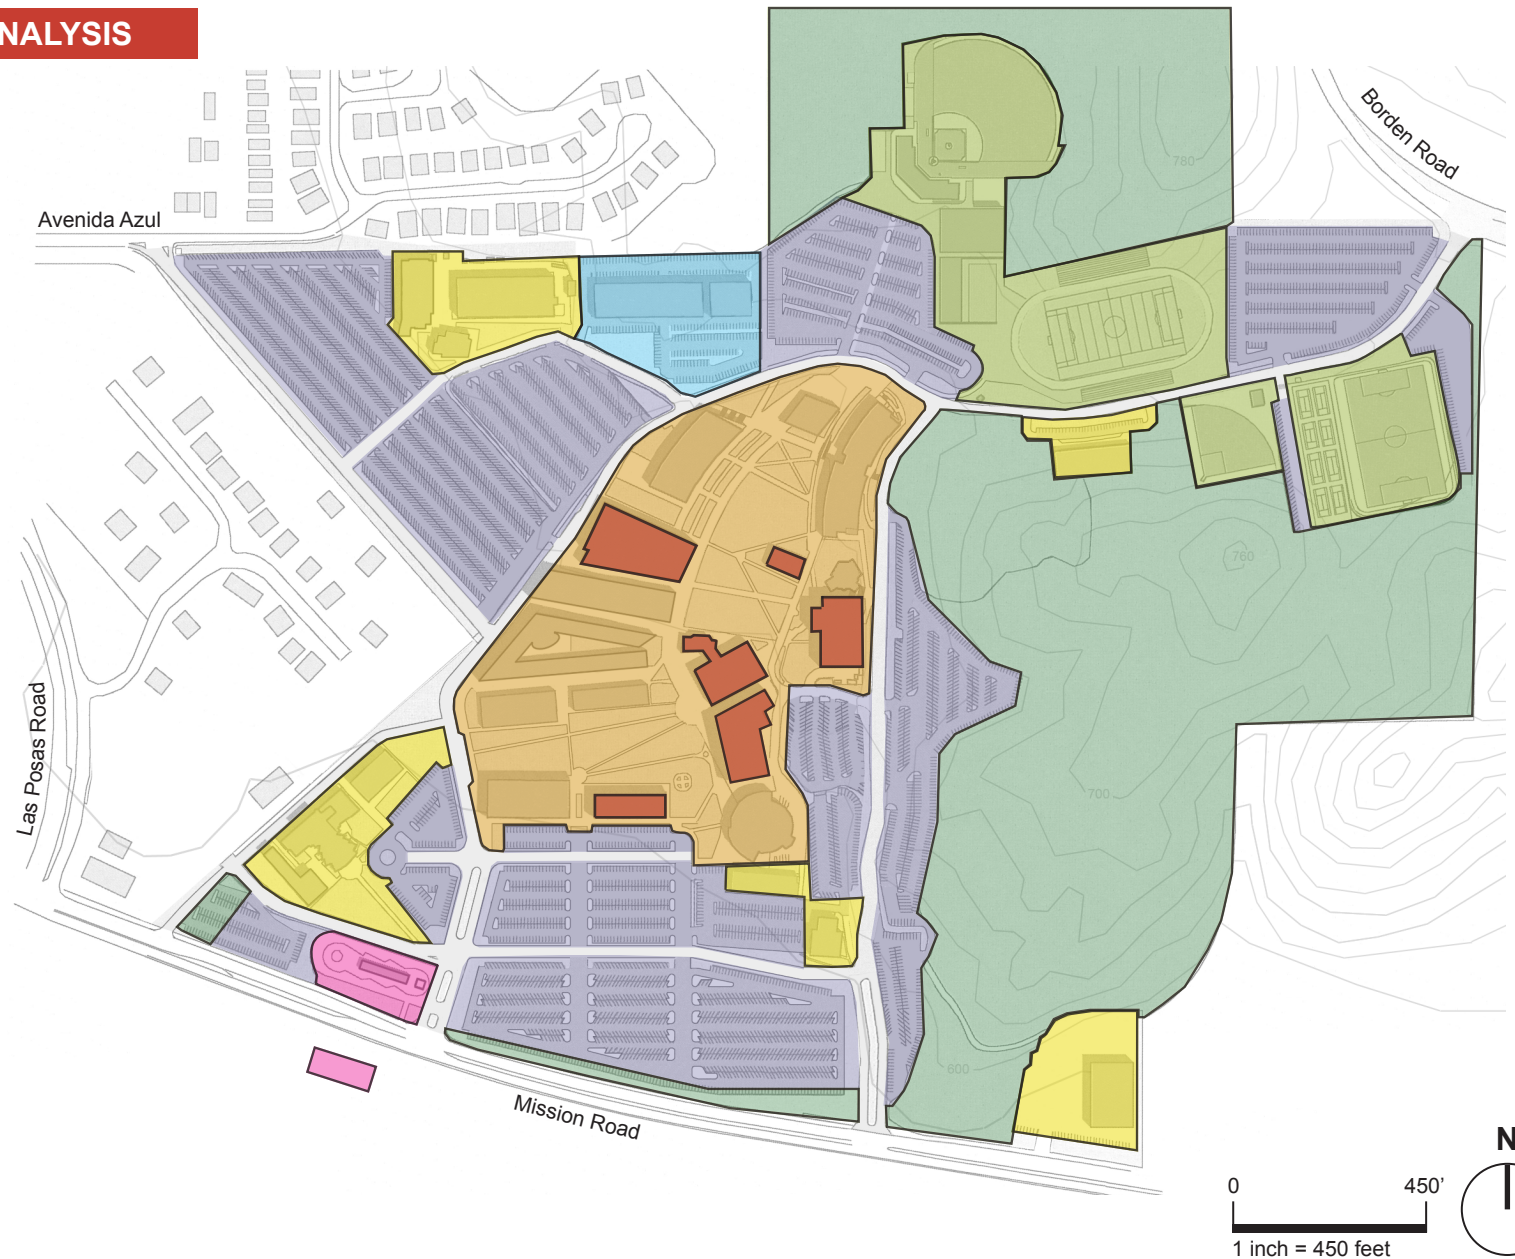 NALYSIS
Borden Road
780
Avenida Azul
760
Las Posas Road
700
600
Mission Road
N
0 450'
1 inch = 450 feet